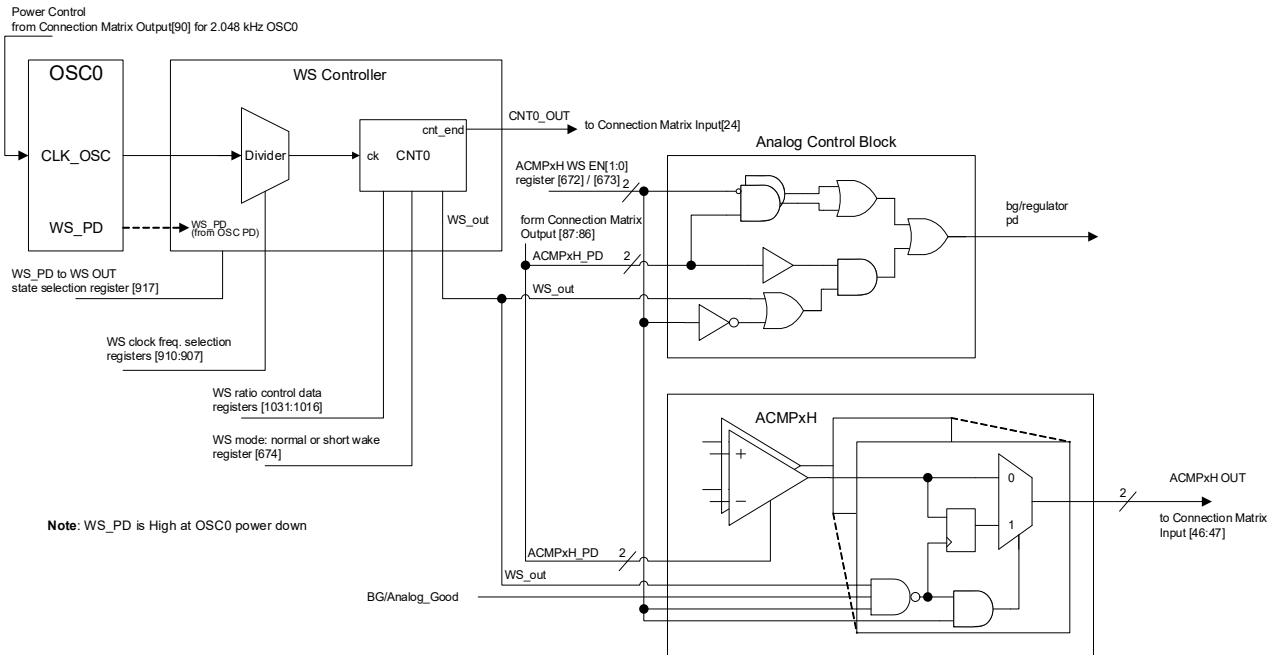 Power Control
from Connection Matrix Output[90] for 2.048 kHz OSC0
OSC0
CLK_OSC
WS_PD
WS Controller
Divider
cnt_end
ck
CNT0
WS_PD
(from OSC PD)
WS_out
CNT0_OUT
to Connection Matrix Input[24]
WS_PD to WS OUT
state selection register [917]
WS clock freq. selection
registers [910:907]
WS ratio control data
registers [1031:1016]
WS mode: normal or short wake
register [674]
Note: WS_PD is High at OSC0 power down
Analog Control Block
ACMPxH WS EN[1:0]
register [672] / [673]
2
form Connection Matrix
Output [87:86]
ACMPxH_PD
2
WS_out
bg/regulator
pd
ACMPxH
+
−
0
1
2
ACMPxH OUT
to Connection Matrix
Input [46:47]
ACMPxH_PD
2
WS_out
BG/Analog_Good